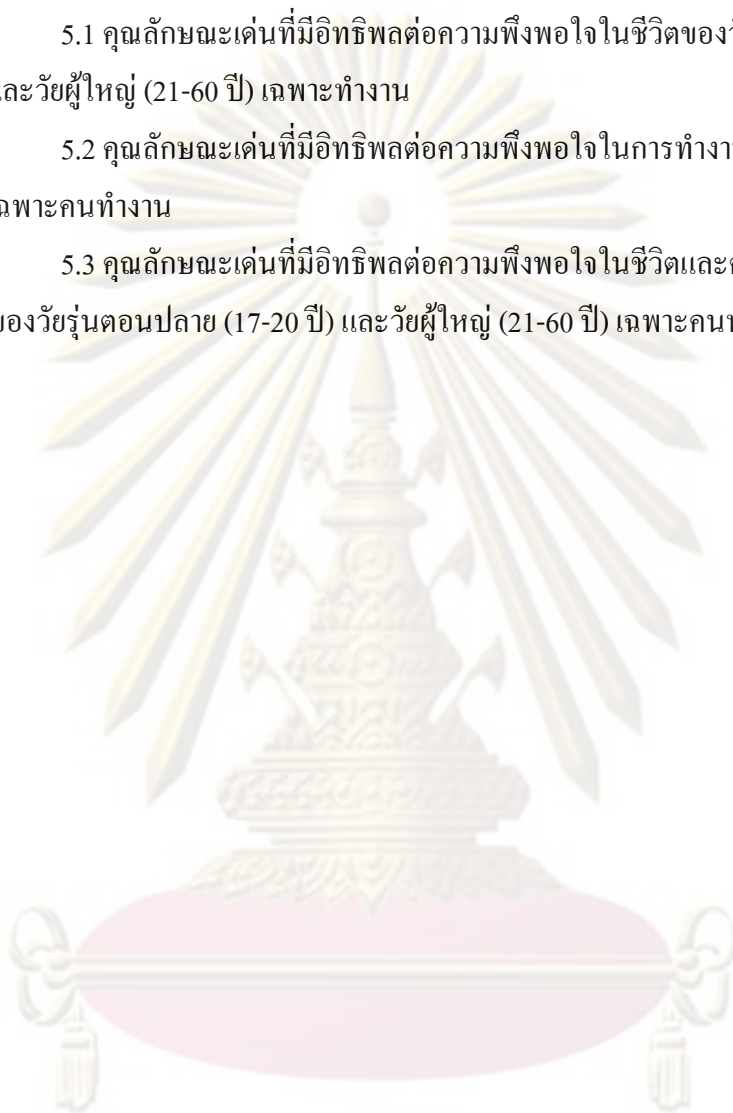 5.1 คุณลักษณะเด่นที่มีอิทธิพลต่อความพึงพอใจในชีวิตของ
ละวัยผู้ใหญ่ (21-60 ปี) เฉพาะทำงาน
5.2 คุณลักษณะเด่นที่มีอิทธิพลต่อความพึงพอใจในการทำงา
ฉพาะคนทำงาน
5.3 คุณลักษณะเด่นที่มีอิทธิพลต่อความพึงพอใจในชีวิตและ
ของวัยรุ่นตอนปลาย (17-20 ปี) และวัยผู้ใหญ่ (21-60 ปี) เฉพาะคนท